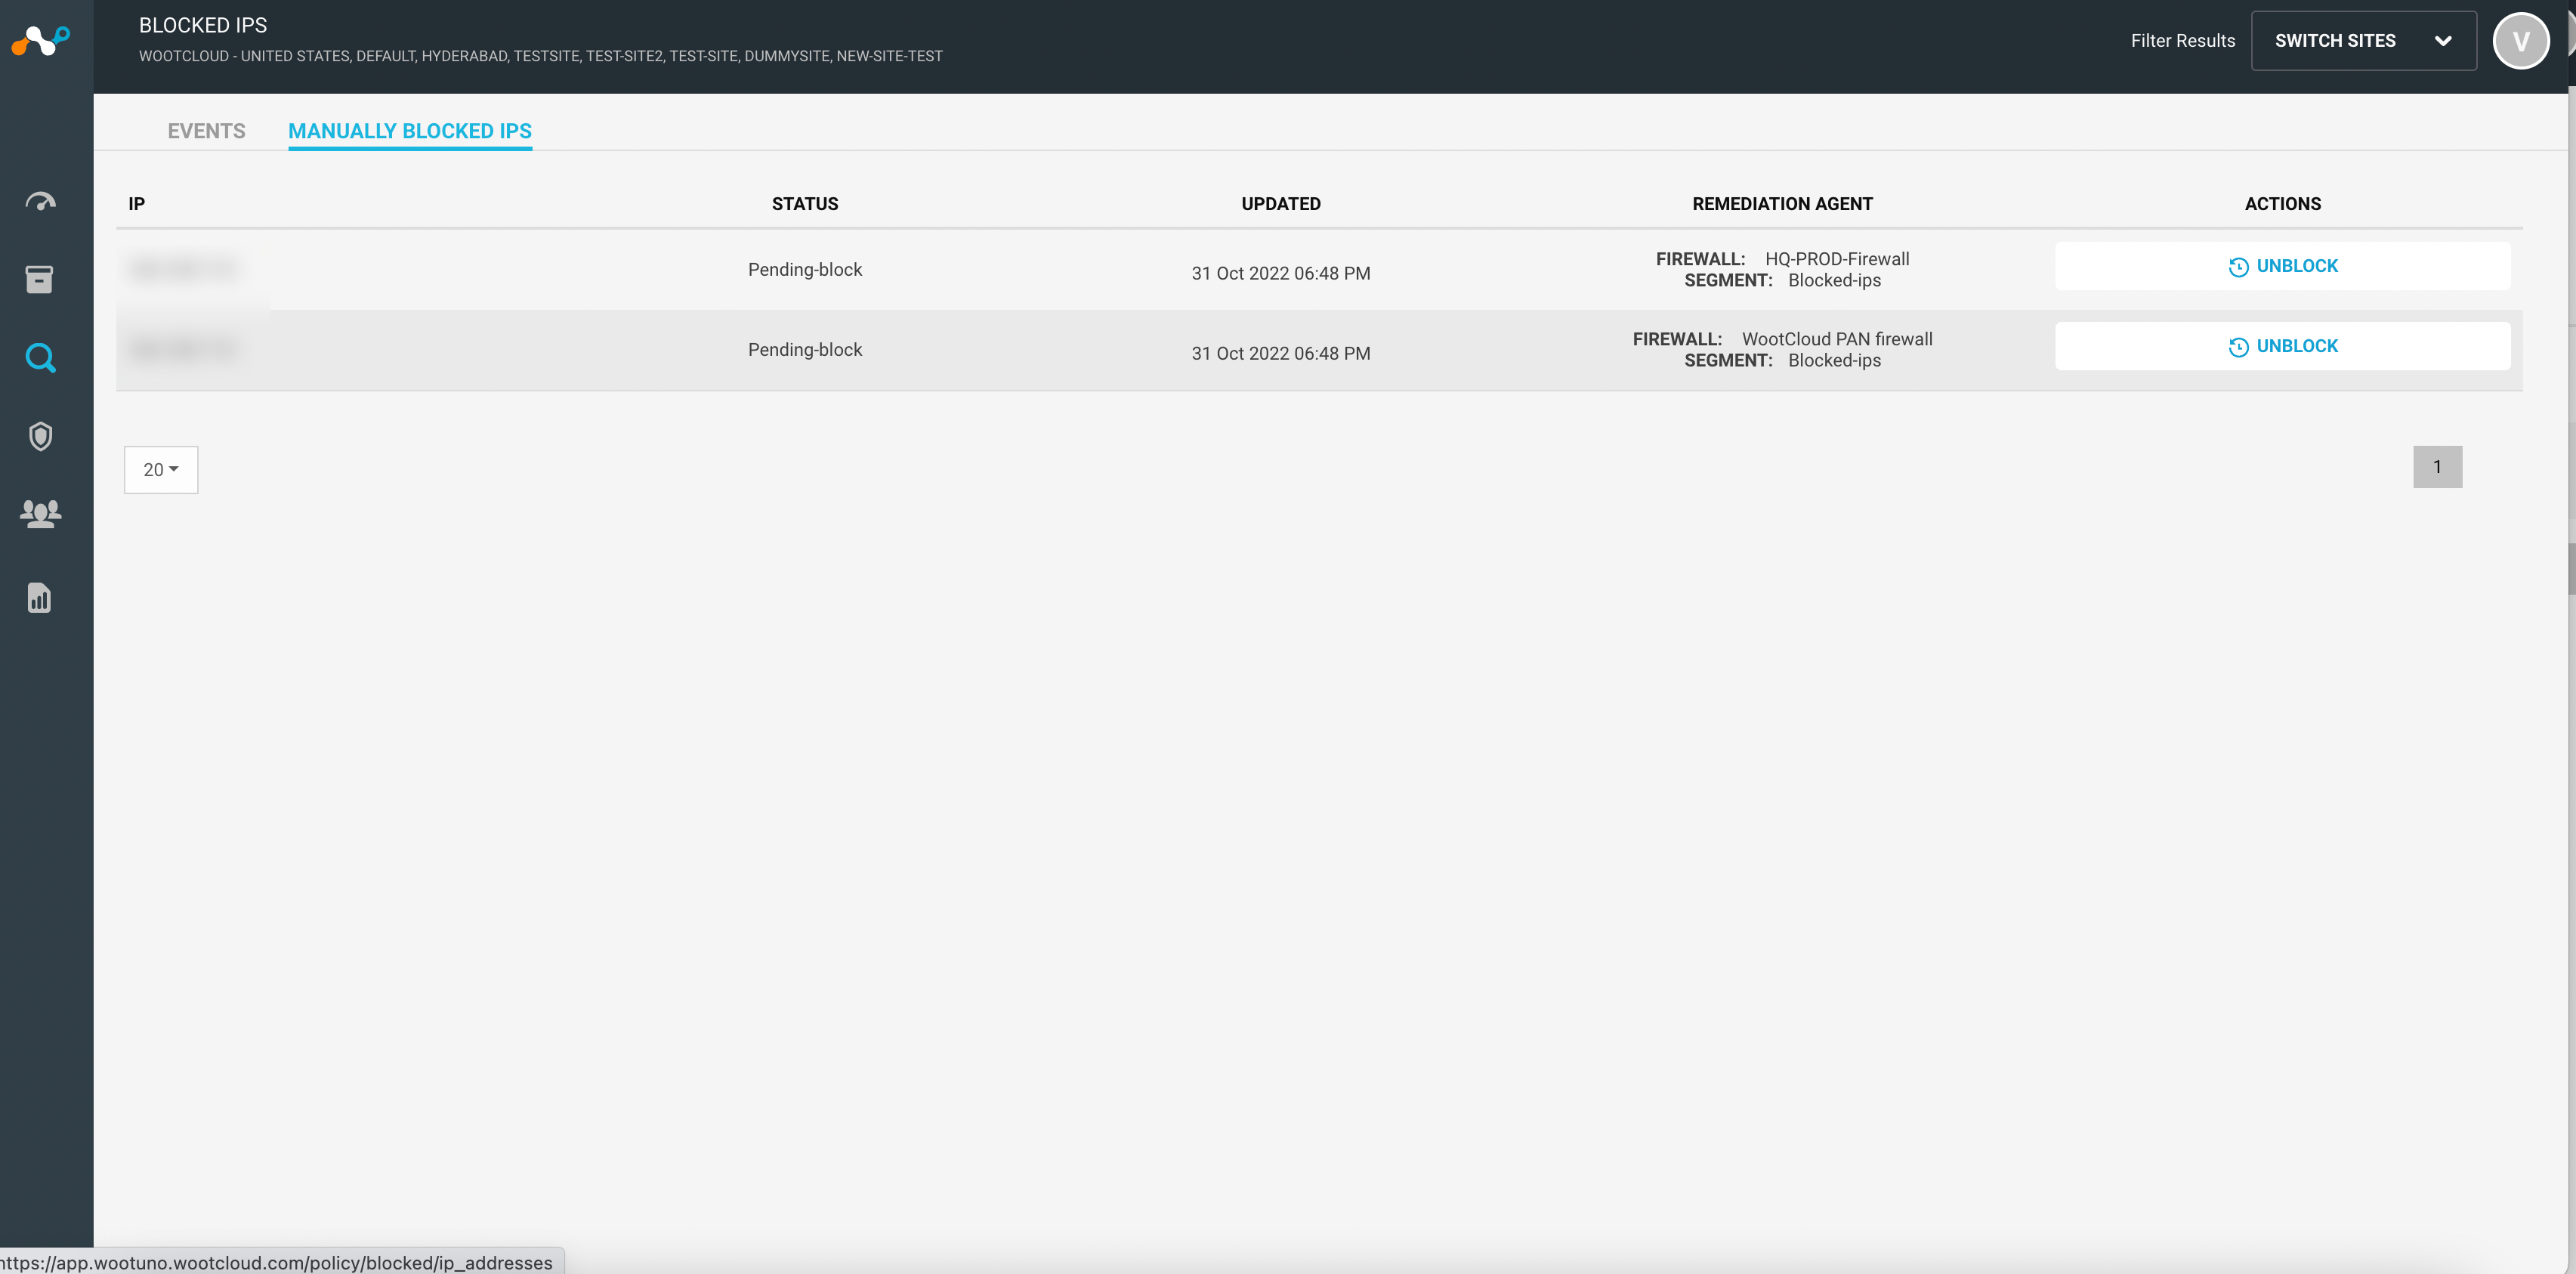 BLOCKED IPS
WOOTCLOUD - UNITED STATES, DEFAULT, HYDERABAD, TESTSITE, TEST-SITE2, TEST-SITE, DUMMYSITE, NEW-SITE-TEST
Filter Results
SWITCH SITES
V
EVENTS
MANUALLY BLOCKED IPS
IP STATUS UPDATED REMEDIATION AGENT ACTIONS
Pending-block
31 Oct 2022 06:48 PM
FIREWALL: HQ-PROD-Firewall
SEGMENT: Blocked-ips
UNBLOCK
Pending-block
31 Oct 2022 06:48 PM
FIREWALL: WootCloud PAN firewall
SEGMENT: Blocked-ips
UNBLOCK
20
1
https://app.wootuno.wootcloud.com/policy/blocked/ip_addresses